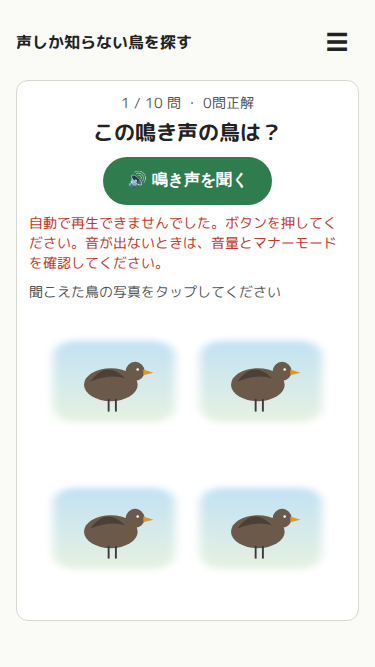 声しか知らない鳥を探す
1 / 10 問 · 0問正解
この鳴き声の鳥は？
🔊 鳴き声を聞く
自動で再生できませんでした。ボタンを押してく
ださい。音が出ないときは、音量とマナーモード
を確認してください。
聞こえた鳥の写真をタップしてください